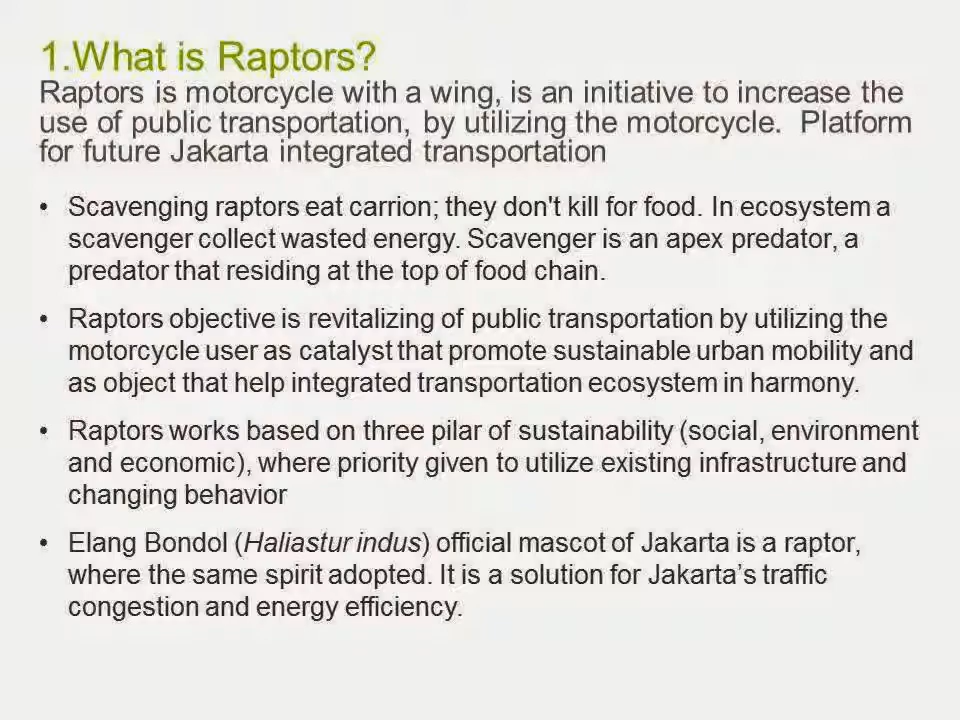 1.What is Raptors?
Raptors is motorcycle with a wing, is an initiative to increase the
use of public transportation, by utilizing the motorcycle.  Platform
for future Jakarta integrated transportation
• Scavenging raptors eat carrion; they don't kill for food. In ecosystem a
scavenger collect wasted energy. Scavenger is an apex predator, a
predator that residing at the top of food chain.
• Raptors objective is revitalizing of public transportation by utilizing the
motorcycle user as catalyst that promote sustainable urban mobility and
as object that help integrated transportation ecosystem in harmony.
• Raptors works based on three pilar of sustainability (social, environment
and economic), where priority given to utilize existing infrastructure and
changing behavior
• Elang Bondol (Haliastur indus) official mascot of Jakarta is a raptor,
where the same spirit adopted. It is a solution for Jakarta’s traffic
congestion and energy efficiency.